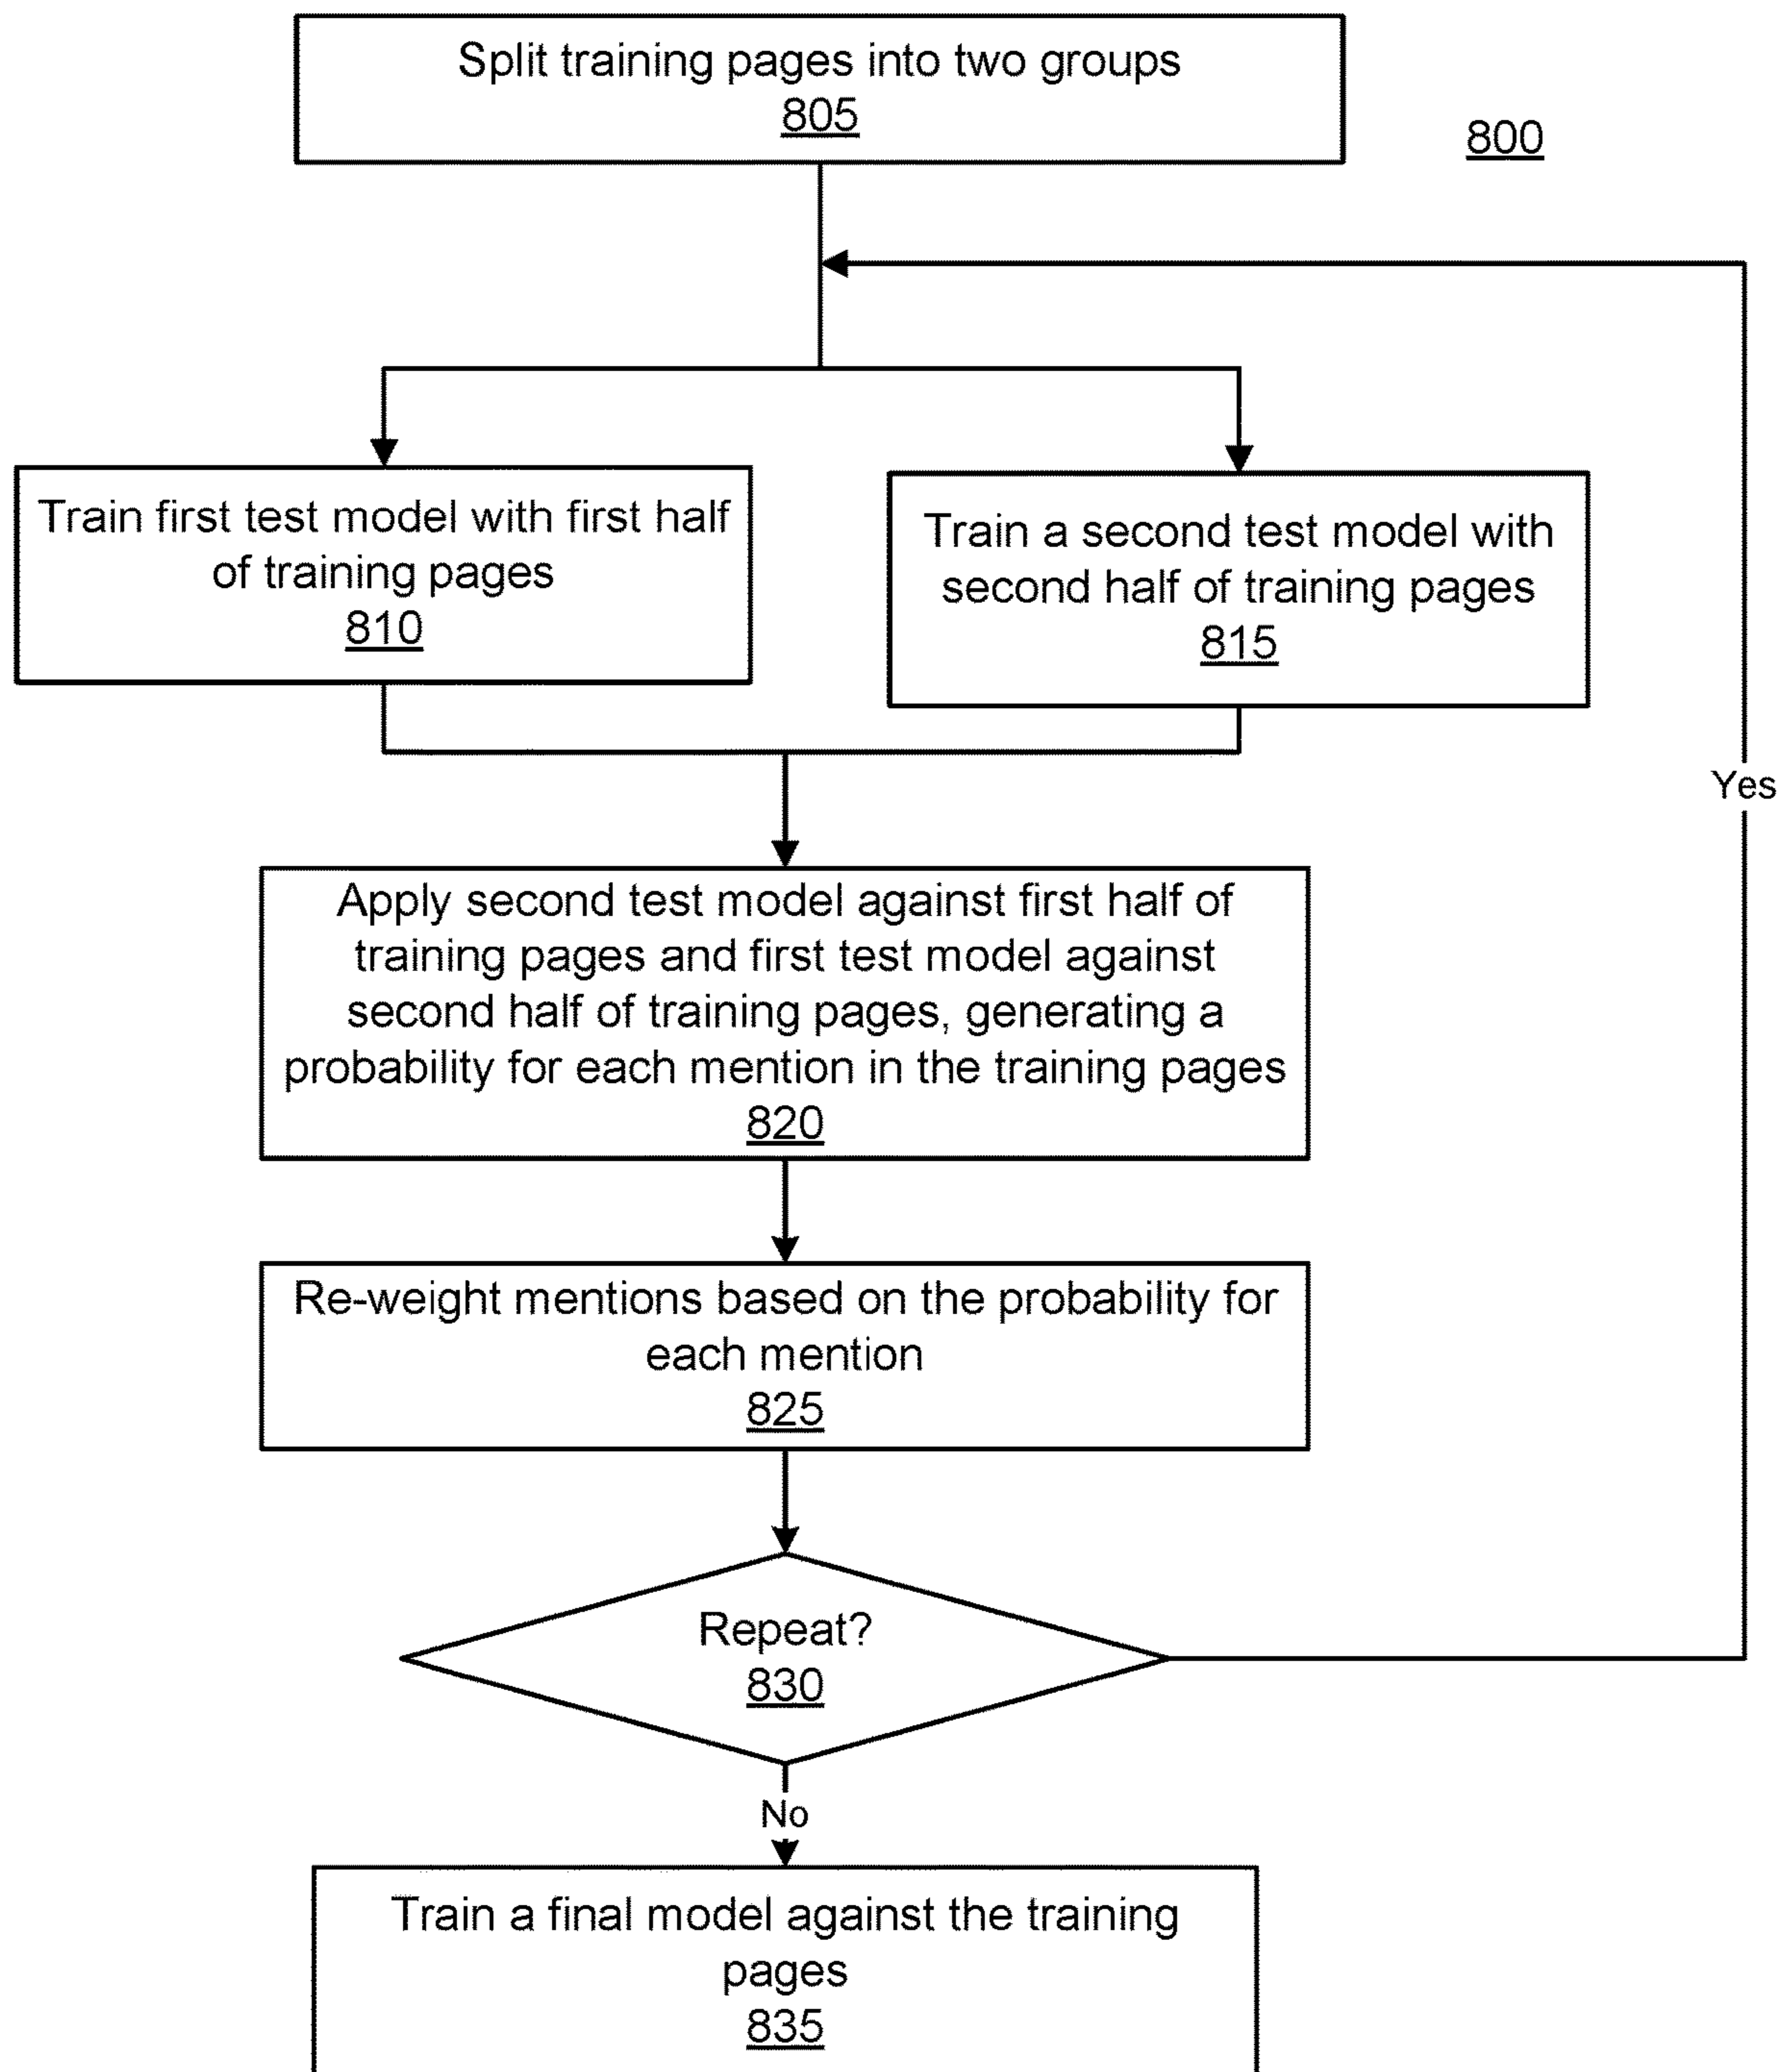 Split training pages into two groups
805
800
Train first test model with first half
of training pages
810
Train a second test model with
second half of training pages
815
Yes
Apply second test model against first half of
training pages and first test model against
second half of training pages, generating a
probability for each mention in the training pages
820
Re-weight mentions based on the probability for
each mention
825
Repeat?
830
No
Train a final model against the training
pages
835